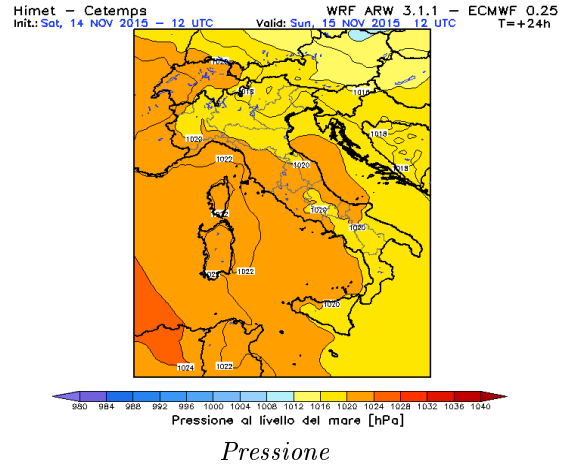 Himet – Cetemps WRF ARW 3.1.1 – ECMWF 0.25
Init.: Sat, 14 NOV 2015 – 12 UTC Valid: Sun, 15 NOV 2015 12 UTC T=+24h
1016
1018
1018
1020
1022
1020
1018
1020
1020
1022
1022
1020
1024
1022
980 984 988 992 996 1000 1004 1008 1012 1016 1020 1024 1028 1032 1036 1040
Pressione al livello del mare [hPa]
Pressione